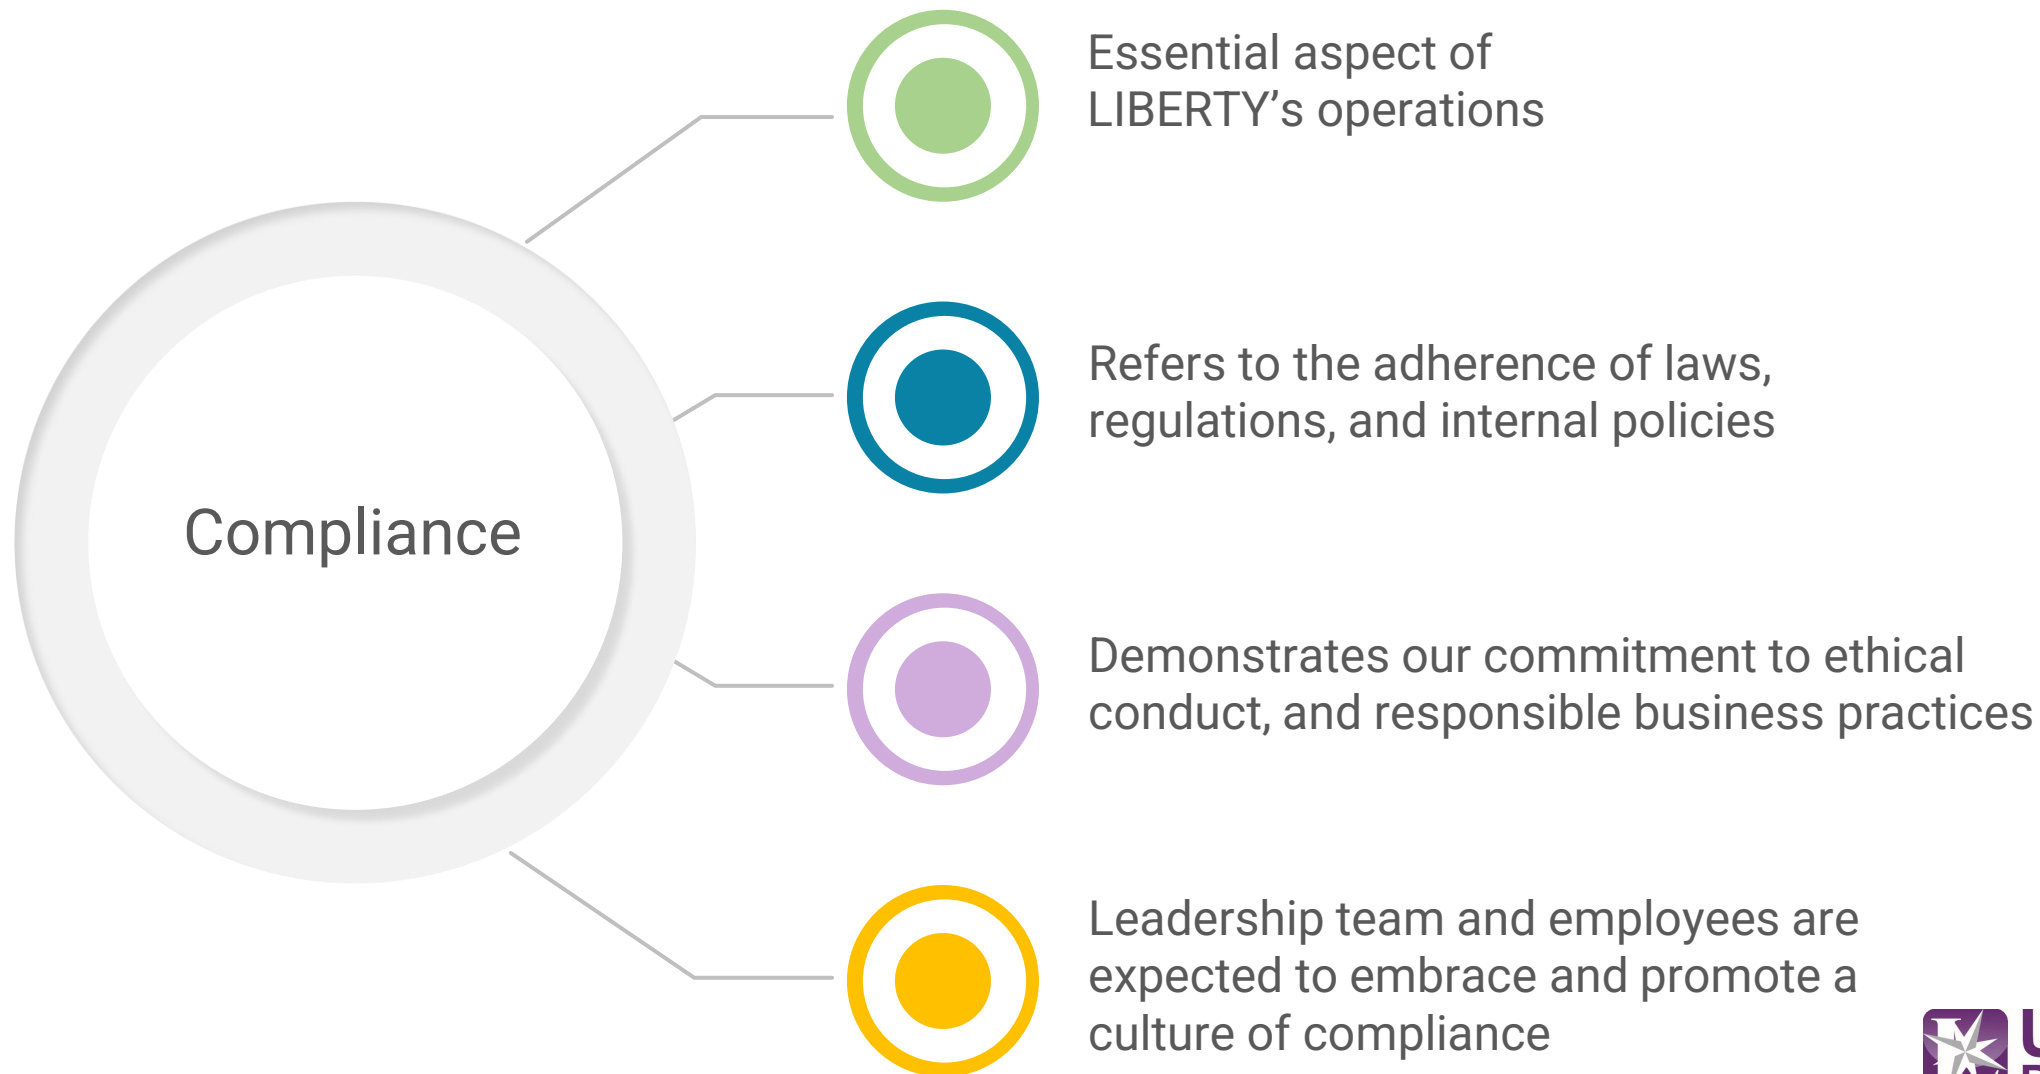 Essential aspect of
LIBERTY’s operations
Refers to the adherence of laws,
regulations, and internal policies
Compliance
Demonstrates our commitment to ethical
conduct, and responsible business practices
Leadership team and employees are
expected to embrace and promote a
culture of compliance